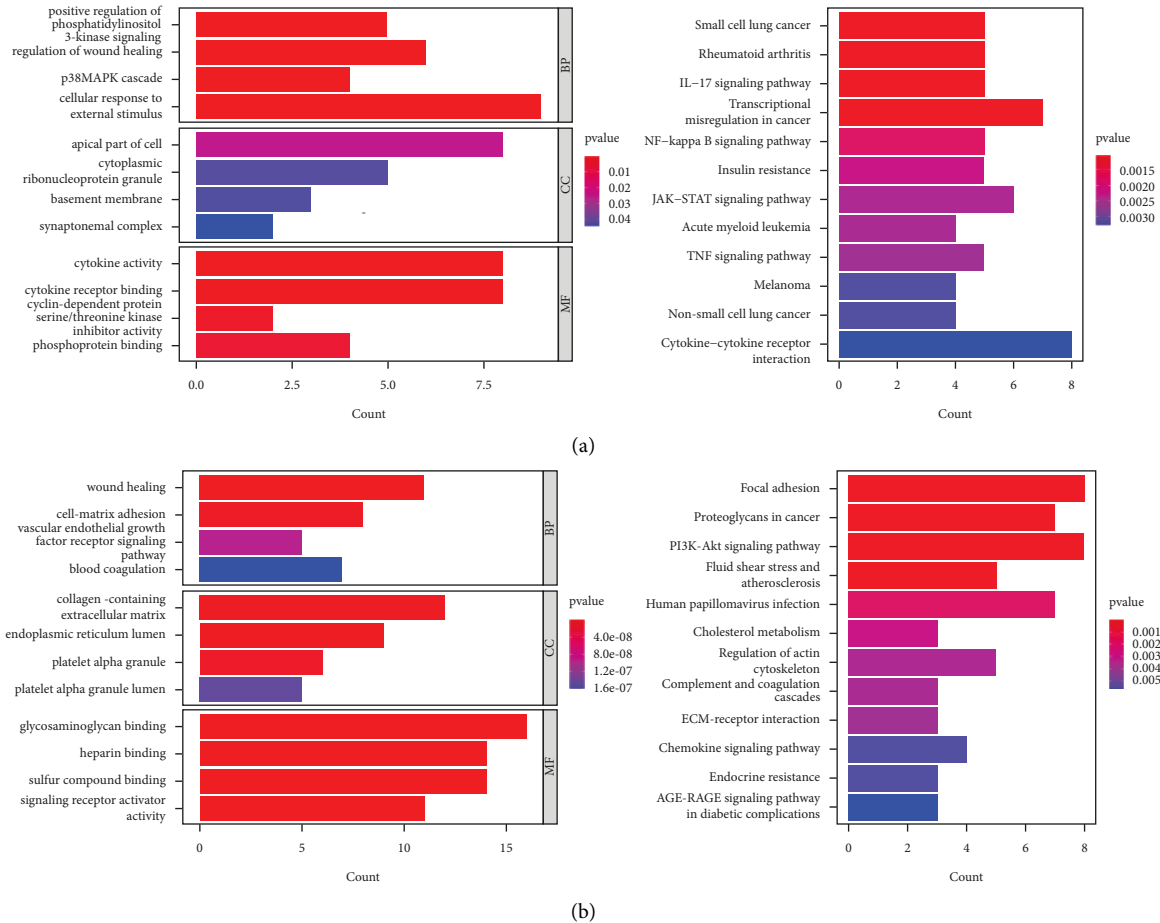 positive regulation of
phosphatidylinositol
3-kinase signaling
regulation of wound healing
p38MAPK cascade
cellular response to
external stimulus
apical part of cell
cytoplasmic
ribonucleoprotein granule
basement membrane
synaptonemal complex
cytokine activity
cytokine receptor binding
cyclin-dependent protein
serine/threonine kinase
inhibitor activity
phosphoprotein binding
BP
CC
MF
0.0 2.5 5.0 7.5
Count
pvalue
0.01
0.02
0.03
0.04
Small cell lung cancer
Rheumatoid arthritis
IL−17 signaling pathway
Transcriptional
misregulation in cancer
NF−kappa B signaling pathway
Insulin resistance
JAK−STAT signaling pathway
Acute myeloid leukemia
TNF signaling pathway
Melanoma
Non-small cell lung cancer
Cytokine−cytokine receptor
interaction
0 2 4 6 8
Count
pvalue
0.0015
0.0020
0.0025
0.0030
(a)
wound healing
cell-matrix adhesion
vascular endothelial growth
factor receptor signaling
pathway
blood coagulation
collagen -containing
extracellular matrix
endoplasmic reticulum lumen
platelet alpha granule
platelet alpha granule lumen
glycosaminoglycan binding
heparin binding
sulfur compound binding
signaling receptor activator
activity
BP
CC
MF
0 5 10 15
Count
pvalue
4.0e-08
8.0e-08
1.2e-07
1.6e-07
Focal adhesion
Proteoglycans in cancer
PI3K-Akt signaling pathway
Fluid shear stress and
atherosclerosis
Human papillomavirus infection
Cholesterol metabolism
Regulation of actin
cytoskeleton
Complement and coagulation
cascades
ECM-receptor interaction
Chemokine signaling pathway
Endocrine resistance
AGE-RAGE signaling pathway
in diabetic complications
0 2 4 6 8
Count
pvalue
0.001
0.002
0.003
0.004
0.005
(b)